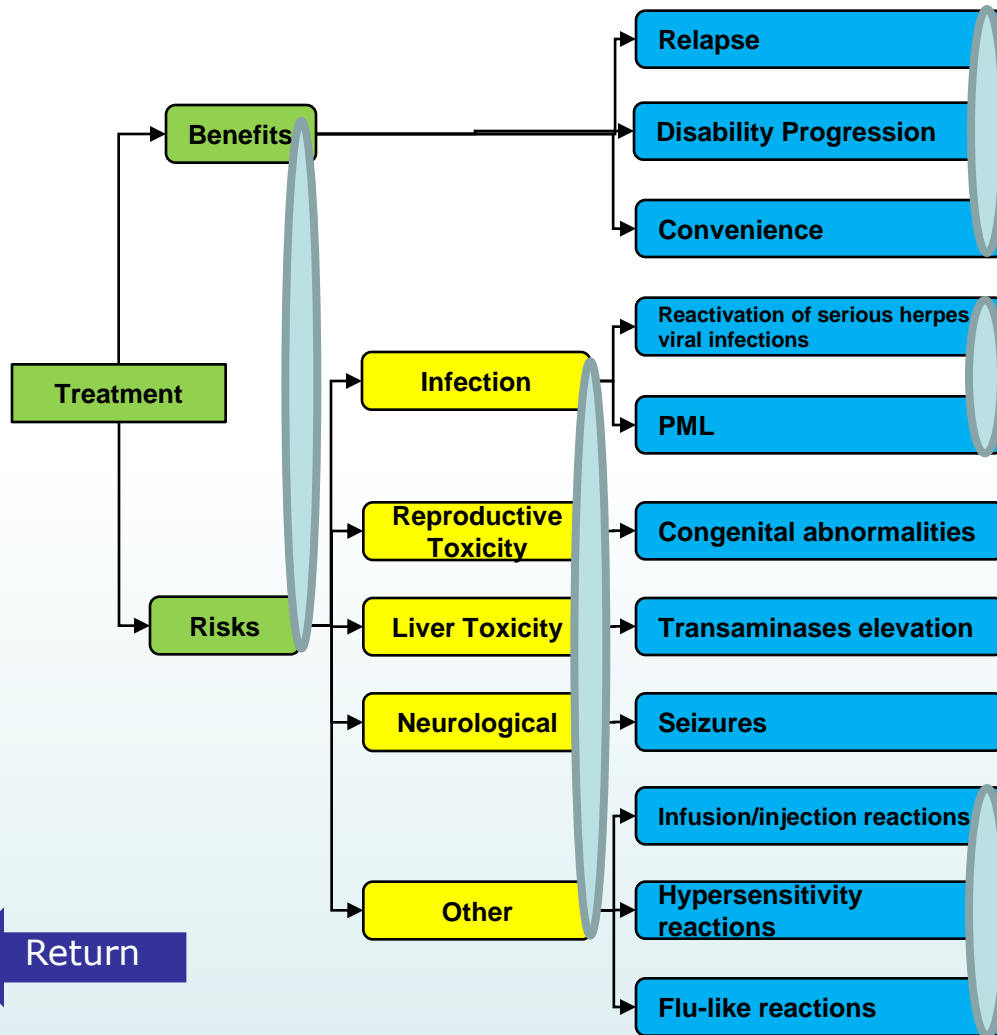 Relapse
Benefits
Disability Progression
Convenience
Reactivation of serious herpes
viral infections
Infection
Treatment
PML
Reproductive
Toxicity
Congenital abnormalities
Risks
Liver Toxicity
Transaminases elevation
Neurological
Seizures
Infusion/injection reactions
Other
Hypersensitivity
reactions
Return
Flu-like reactions